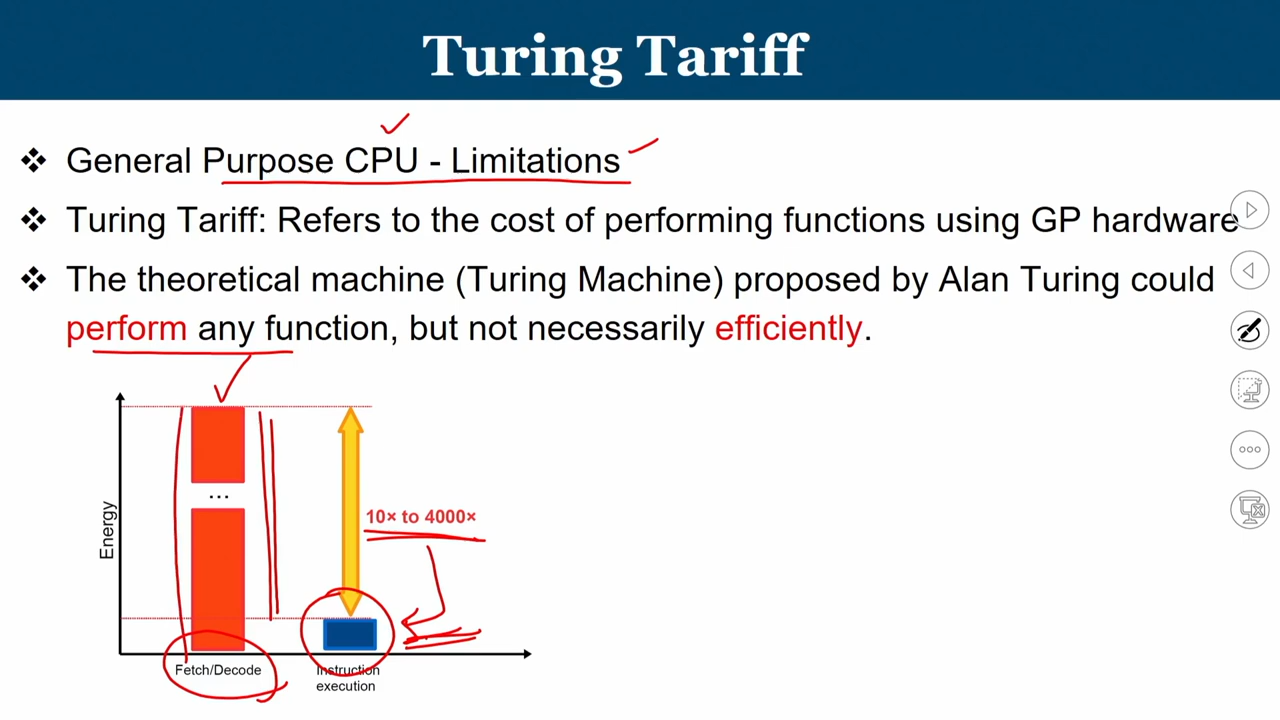 Turing Tariff
❖ General Purpose CPU - Limitations
❖ Turing Tariff: Refers to the cost of performing functions using GP hardware
❖ The theoretical machine (Turing Machine) proposed by Alan Turing could
perform any function, but not necessarily efficiently.
...
Energy
10× to 4000×
Fetch/Decode
Instruction
execution